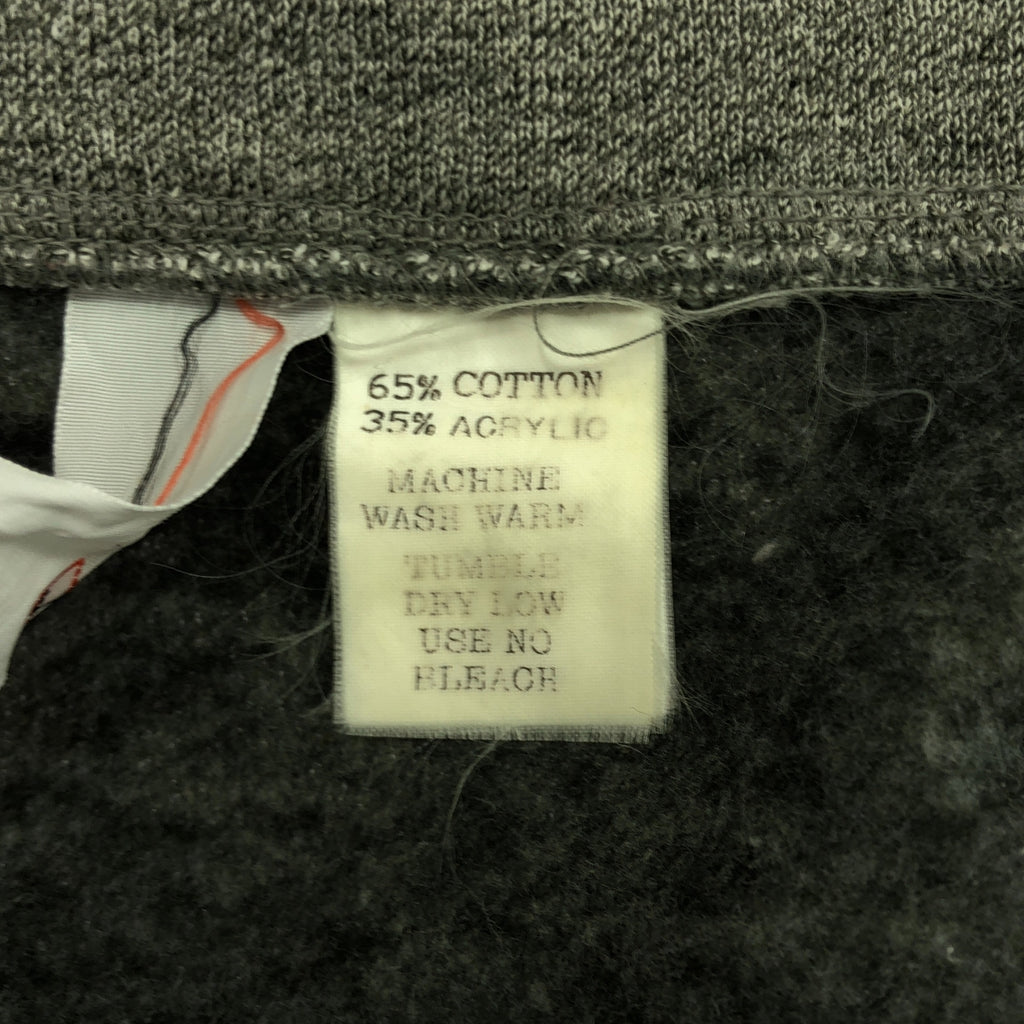 65% COTTON
35% ACRYLIC
MACHINE
WASH WARM
TUMBLE
DRY LOW
USE NO
BLEACH